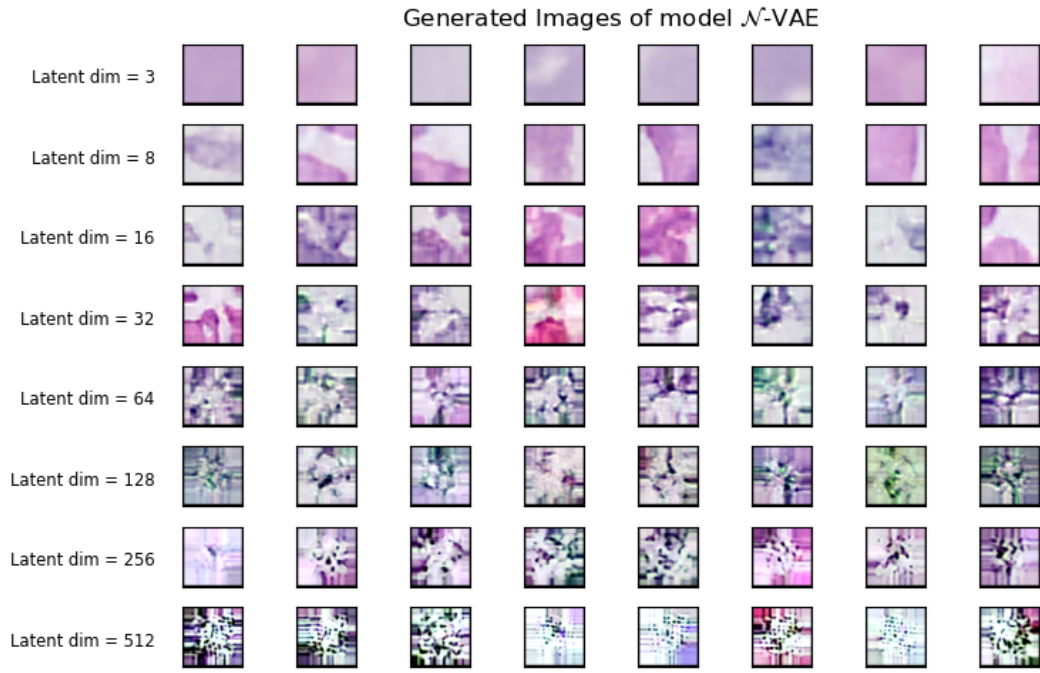 Generated Images of model 𝒩-VAE
Latent dim = 3
Latent dim = 8
Latent dim = 16
Latent dim = 32
Latent dim = 64
Latent dim = 128
Latent dim = 256
Latent dim = 512